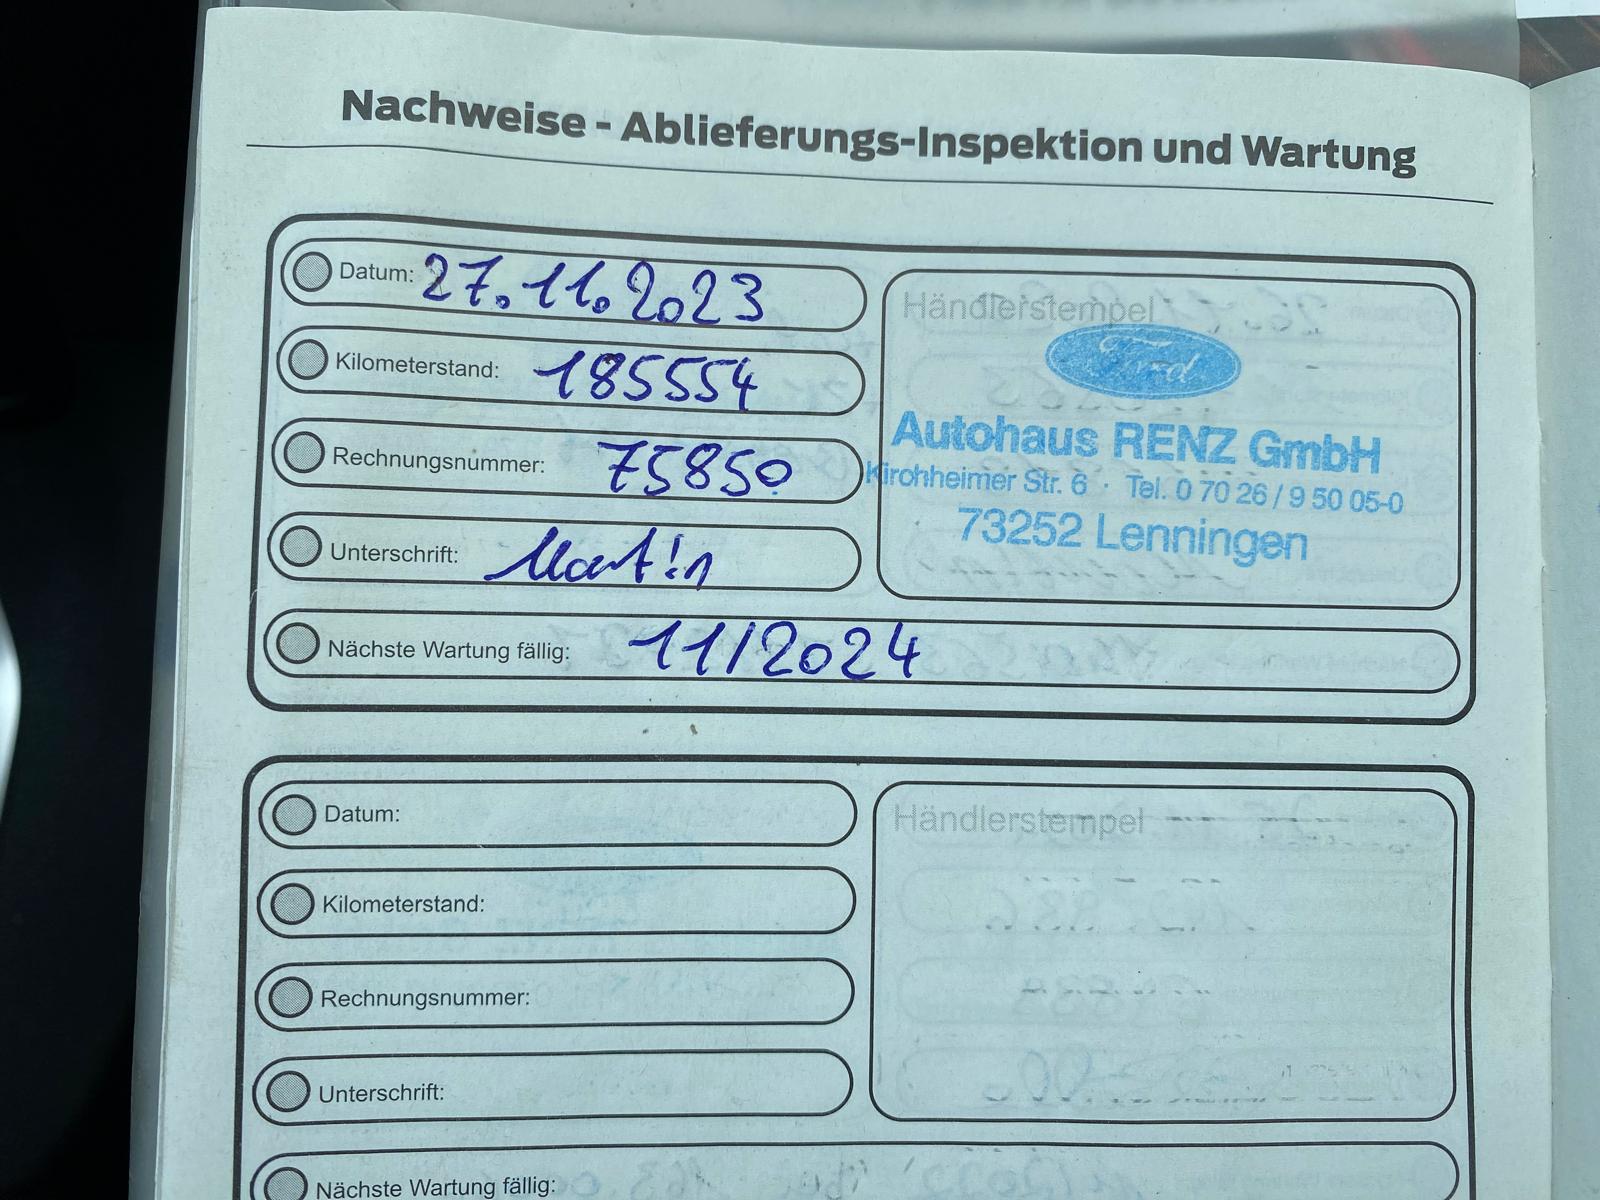 Nachweise - Ablieferungs-Inspektion und Wartung
Datum: 27.11.2023
Kilometerstand: 185554
Rechnungsnummer: 75850
Unterschrift: Martin
Nächste Wartung fällig: 11/2024
Händlerstempel
Ford
Autohaus RENZ GmbH
Kirchheimer Str. 6 · Tel. 0 70 26 / 9 50 05-0
73252 Lenningen
Datum:
Kilometerstand:
Rechnungsnummer:
Unterschrift:
Nächste Wartung fällig:
Händlerstempel